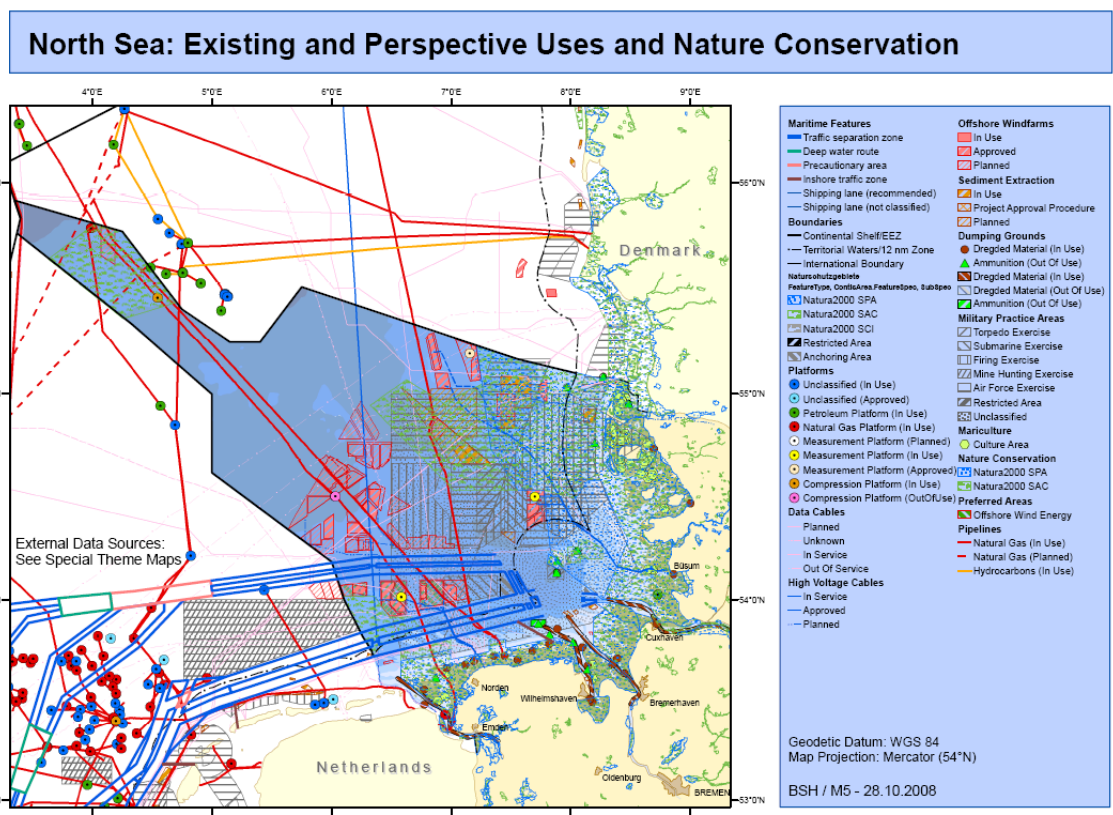 North Sea: Existing and Perspective Uses and Nature Conservation
4°0'E 5°0'E 6°0'E 7°0'E 8°0'E 9°0'E
56°0'N
55°0'N
54°0'N
53°0'N
Denmark
External Data Sources:
See Special Theme Maps
Büsum
Cuxhaven
Norden
Wilhelmshaven
Bremerhaven
Emden
Netherlands
Oldenburg
BREMEN
Maritime Features
Traffic separation zone
Deep water route
Precautionary area
Inshore traffic zone
Shipping lane (recommended)
Shipping lane (not classified)
Boundaries
Continental Shelf/EEZ
Territorial Waters/12 nm Zone
International Boundary
Naturschutzgebiete
FeatureType, ContisArea.FeatureSpec, SubSpec
Natura2000 SPA
Natura2000 SAC
Natura2000 SCI
Restricted Area
Anchoring Area
Platforms
Unclassified (In Use)
Unclassified (Approved)
Petroleum Platform (In Use)
Natural Gas Platform (In Use)
Measurement Platform (Planned)
Measurement Platform (In Use)
Measurement Platform (Approved)
Compression Platform (In Use)
Compression Platform (OutOfUse)
Data Cables
Planned
Unknown
In Service
Out Of Service
High Voltage Cables
In Service
Approved
Planned
Offshore Windfarms
In Use
Approved
Planned
Sediment Extraction
In Use
Project Approval Procedure
Planned
Dumping Grounds
Dregded Material (In Use)
Ammunition (Out Of Use)
Dregded Material (In Use)
Dregded Material (Out Of Use)
Ammunition (Out Of Use)
Military Practice Areas
Torpedo Exercise
Submarine Exercise
Firing Exercise
Mine Hunting Exercise
Air Force Exercise
Restricted Area
Unclassified
Mariculture
Culture Area
Nature Conservation
Natura2000 SPA
Natura2000 SAC
Preferred Areas
Offshore Wind Energy
Pipelines
Natural Gas (In Use)
Natural Gas (Planned)
Hydrocarbons (In Use)
Geodetic Datum: WGS 84
Map Projection: Mercator (54°N)
BSH / M5 - 28.10.2008